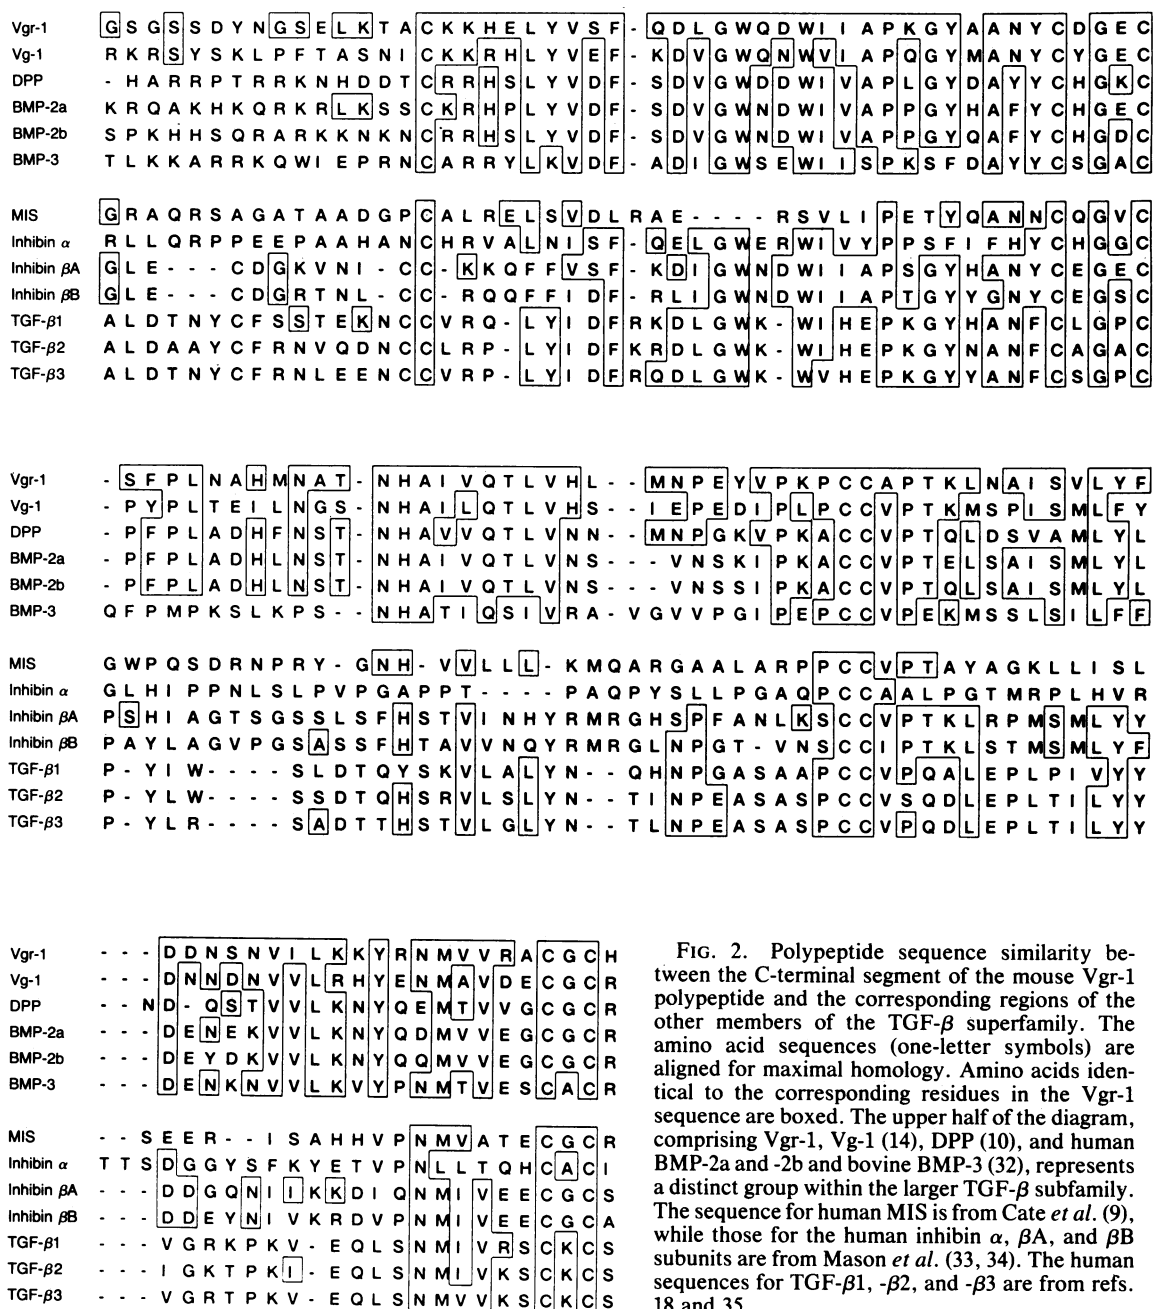 Vgr-1 G S G S S D Y N G S E L K T A C K K H E L Y V S F - Q D L G W Q D W I I A P K G Y A A N Y C D G E C
Vg-1 R K R S Y S K L P F T A S N I C K K R H L Y V E F - K D V G W Q N W V I A P Q G Y M A N Y C Y G E C
DPP - H A R R P T R R K N H D D T C R R H S L Y V D F - S D V G W D D W I V A P L G Y D A Y Y C H G K C
BMP-2a K R Q A K H K Q R K R L K S S C K R H P L Y V D F - S D V G W N D W I V A P P G Y H A F Y C H G E C
BMP-2b S P K H H S Q R A R K K N K N C R R H S L Y V D F - S D V G W N D W I V A P P G Y Q A F Y C H G D C
BMP-3 T L K K A R R K Q W I E P R N C A R R Y L K V D F - A D I G W S E W I I S P K S F D A Y Y C S G A C
MIS G R A Q R S A G A T A A D G P C A L R E L S V D L R A E - - - - R S V L I P E T Y Q A N N C Q G V C
Inhibin α R L L Q R P P E E P A A H A N C H R V A L N I S F - Q E L G W E R W I V Y P P S F I F H Y C H G G C
Inhibin βA G L E - - - C D G K V N I - C C - K K Q F F V S F - K D I G W N D W I I A P S G Y H A N Y C E G E C
Inhibin βB G L E - - - C D G R T N L - C C - R Q Q F F I D F - R L I G W N D W I I A P T G Y Y G N Y C E G S C
TGF-β1 A L D T N Y C F S S T E K N C C V R Q - L Y I D F R K D L G W K - W I H E P K G Y H A N F C L G P C
TGF-β2 A L D A A Y C F R N V Q D N C C L R P - L Y I D F K R D L G W K - W I H E P K G Y N A N F C A G A C
TGF-β3 A L D T N Y C F R N L E E N C C V R P - L Y I D F R Q D L G W K - W V H E P K G Y Y A N F C S G P C
Vgr-1 - S F P L N A H M N A T - N H A I V Q T L V H L - - M N P E Y V P K P C C A P T K L N A I S V L Y F
Vg-1 - P Y P L T E I L N G S - N H A I L Q T L V H S - - I E P E D I P L P C C V P T K M S P I S M L F Y
DPP - P F P L A D H F N S T - N H A V V Q T L V N N - - M N P G K V P K A C C V P T Q L D S V A M L Y L
BMP-2a - P F P L A D H L N S T - N H A I V Q T L V N S - - - V N S K I P K A C C V P T E L S A I S M L Y L
BMP-2b - P F P L A D H L N S T - N H A I V Q T L V N S - - - V N S S I P K A C C V P T Q L S A I S M L Y L
BMP-3 Q F P M P K S L K P S - - N H A T I Q S I V R A - V G V V P G I P E P C C V P E K M S S L S I L F F
MIS G W P Q S D R N P R Y - G N H - V V L L L - K M Q A R G A A L A R P P C C V P T A Y A G K L L I S L
Inhibin α G L H I P P N L S L P V P G A P P T - - - - P A Q P Y S L L P G A Q P C C A A L P G T M R P L H V R
Inhibin βA P S H I A G T S G S S L S F H S T V I N H Y R M R G H S P F A N L K S C C V P T K L R P M S M L Y Y
Inhibin βB P A Y L A G V P G S A S S F H T A V V N Q Y R M R G L N P G T - V N S C C I P T K L S T M S M L Y F
TGF-β1 P - Y I W - - - - S L D T Q Y S K V L A L Y N - - Q H N P G A S A A P C C V P Q A L E P L P I V Y Y
TGF-β2 P - Y L W - - - - S S D T Q H S R V L S L Y N - - T I N P E A S A S P C C V S Q D L E P L T I L Y Y
TGF-β3 P - Y L R - - - - S A D T T H S T V L G L Y N - - T L N P E A S A S P C C V P Q D L E P L T I L Y Y
Vgr-1 - - - D D N S N V I L K K Y R N M V V R A C G C H
Vg-1 - - - D N N D N V V L R H Y E N M A V D E C G C R
DPP - - N D - Q S T V V L K N Y Q E M T V V G C G C R
BMP-2a - - - D E N E K V V L K N Y Q D M V V E G C G C R
BMP-2b - - - D E Y D K V V L K N Y Q Q M V V E G C G C R
BMP-3 - - - D E N K N V V L K V Y P N M T V E S C A C R
MIS - - S E E R - - I S A H H V P N M V A T E C G C R
Inhibin α T T S D G G Y S F K Y E T V P N L L T Q H C A C I
Inhibin βA - - - D D G Q N I I K K D I Q N M I V E E C G C S
Inhibin βB - - - D D E Y N I V K R D V P N M I V E E C G C A
TGF-β1 - - - V G R K P K V - E Q L S N M I V R S C K C S
TGF-β2 - - - I G K T P K I - E Q L S N M I V K S C K C S
TGF-β3 - - - V G R T P K V - E Q L S N M V V K S C K C S
FIG. 2. Polypeptide sequence similarity be-
tween the C-terminal segment of the mouse Vgr-1
polypeptide and the corresponding regions of the
other members of the TGF-β superfamily. The
amino acid sequences (one-letter symbols) are
aligned for maximal homology. Amino acids iden-
tical to the corresponding residues in the Vgr-1
sequence are boxed. The upper half of the diagram,
comprising Vgr-1, Vg-1 (14), DPP (10), and human
BMP-2a and -2b and bovine BMP-3 (32), represents
a distinct group within the larger TGF-β subfamily.
The sequence for human MIS is from Cate et al. (9),
while those for the human inhibin α, βA, and βB
subunits are from Mason et al. (33, 34). The human
sequences for TGF-β1, -β2, and -β3 are from refs.
18 and 35.